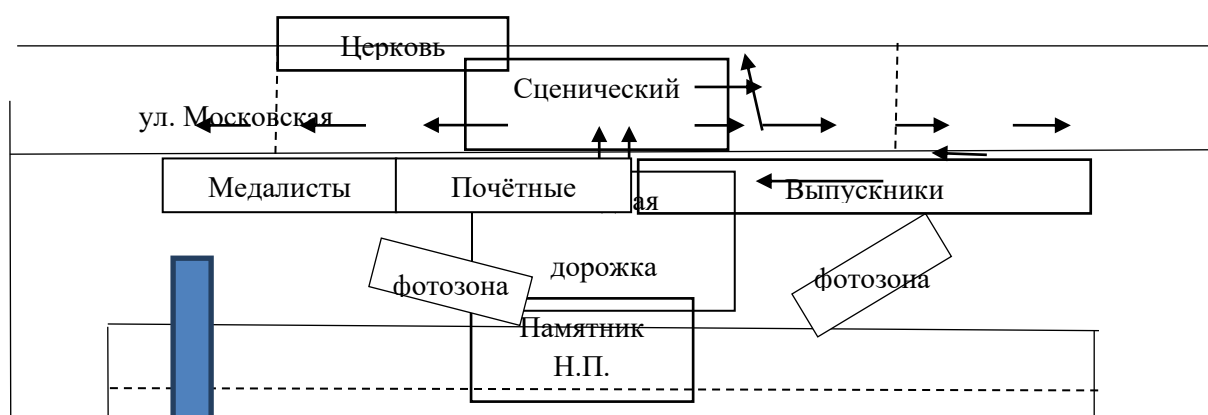 Церковь
Сценический
ул. Московская
Медалисты
Почётные
Выпускники
ая
дорожка
фотозона
фотозона
Памятник
Н.П.